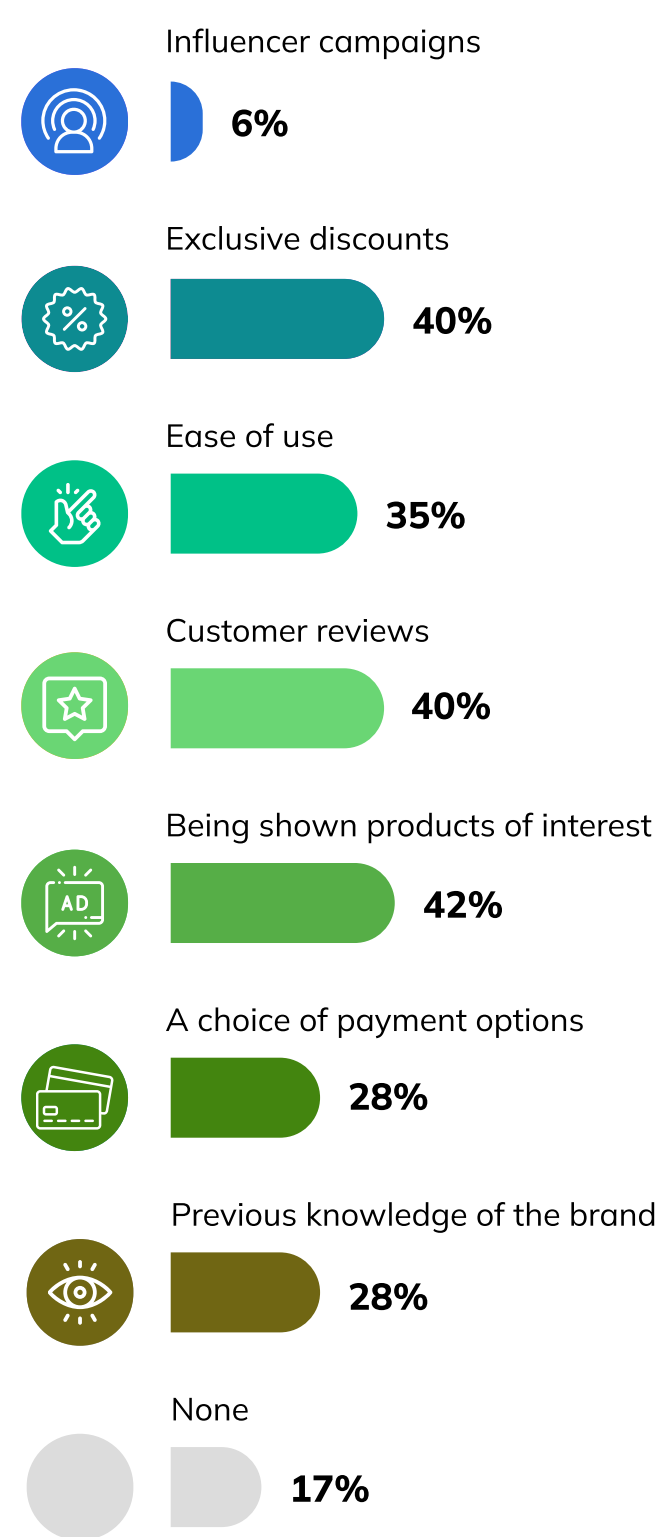 Influencer campaigns
6%
Exclusive discounts
40%
Ease of use
35%
Customer reviews
40%
Being shown products of interest
AD
42%
A choice of payment options
28%
Previous knowledge of the brand
28%
None
17%